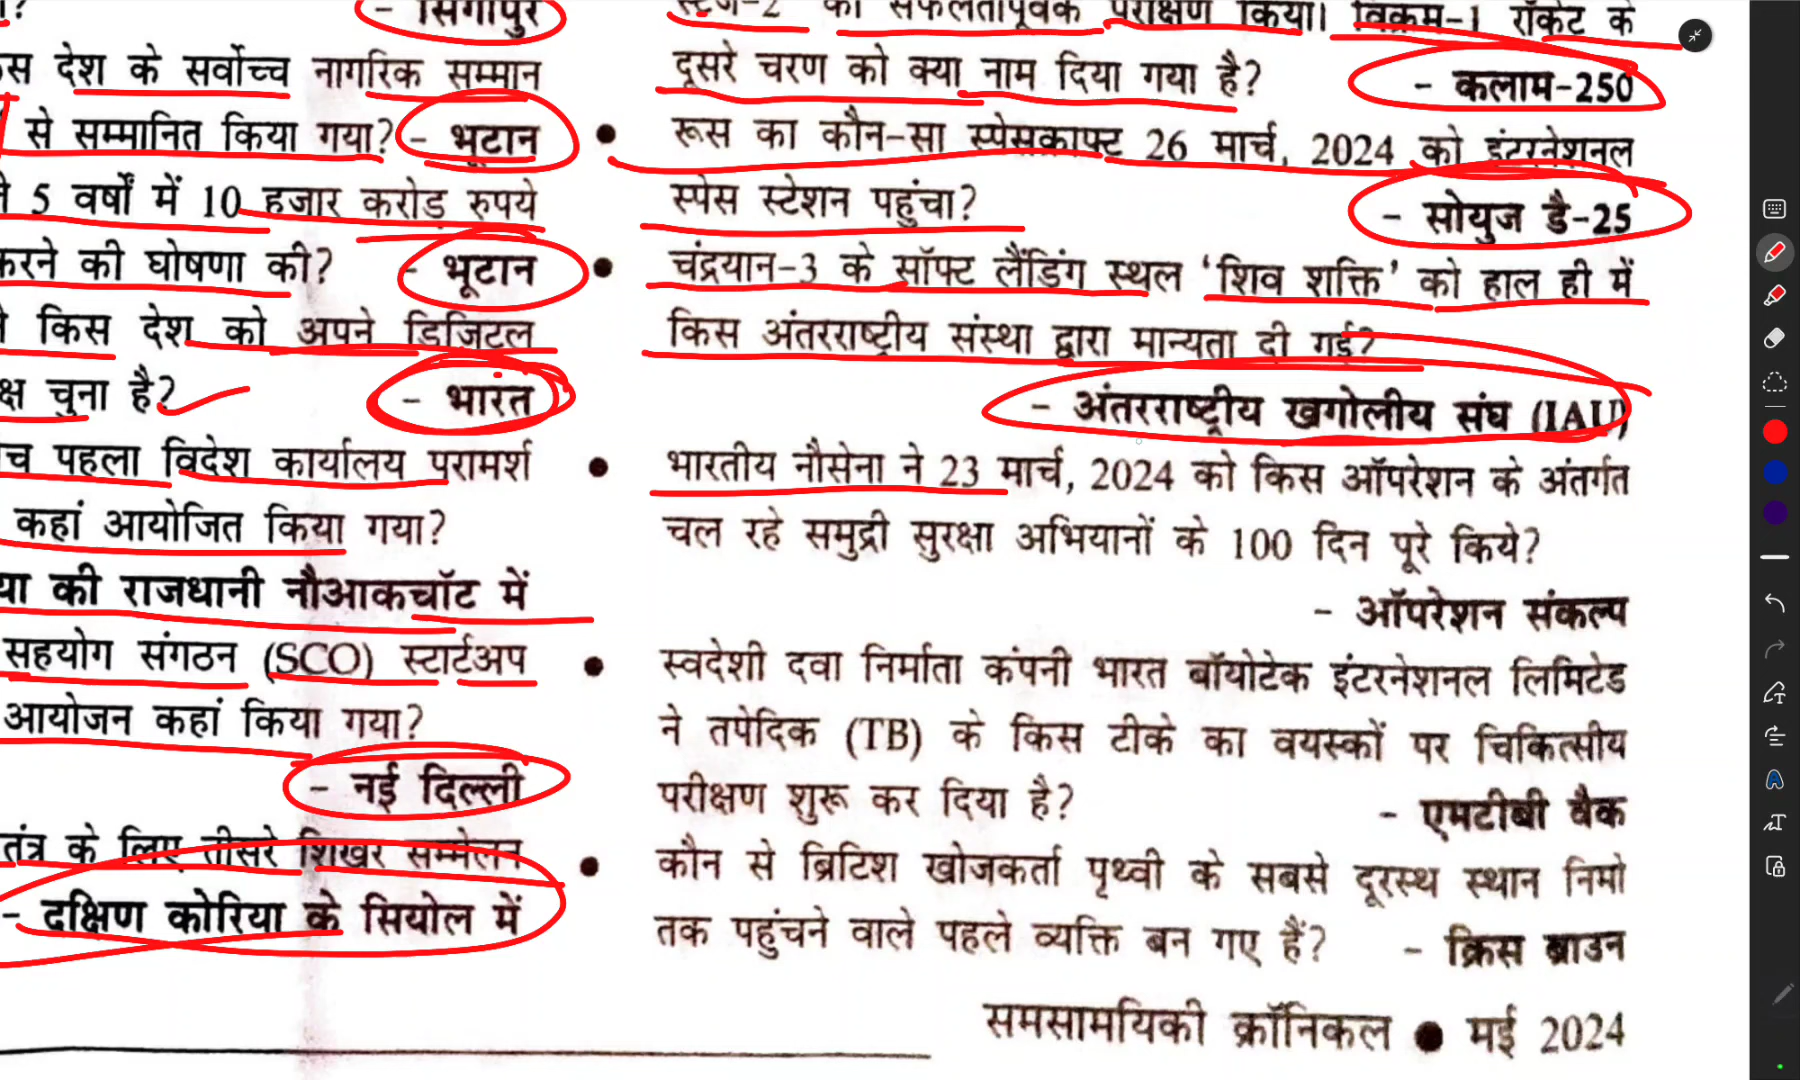 - सिंगापुर
स देश के सर्वोच्च नागरिक सम्मान
से सम्मानित किया गया? - भूटान
5 वर्षों में 10 हजार करोड़ रुपये
करने की घोषणा की? - भूटान
किस देश को अपने डिजिटल
क्ष चुना है? - भारत
च पहला विदेश कार्यालय परामर्श
कहां आयोजित किया गया?
या की राजधानी नौआकचॉट में
सहयोग संगठन (SCO) स्टार्टअप
आयोजन कहां किया गया?
- नई दिल्ली
तंत्र के लिए तीसरे शिखर सम्मेलन
- दक्षिण कोरिया के सियोल में
स्टेज-2 का सफलतापूर्वक परीक्षण किया। विक्रम-1 रॉकेट के
दूसरे चरण को क्या नाम दिया गया है? - कलाम-250
● रूस का कौन-सा स्पेसक्राफ्ट 26 मार्च, 2024 को इंटरनेशनल
स्पेस स्टेशन पहुंचा? - सोयुज डै-25
● चंद्रयान-3 के सॉफ्ट लैंडिंग स्थल ‘शिव शक्ति’ को हाल ही में
किस अंतरराष्ट्रीय संस्था द्वारा मान्यता दी गई?
- अंतरराष्ट्रीय खगोलीय संघ (IAU)
● भारतीय नौसेना ने 23 मार्च, 2024 को किस ऑपरेशन के अंतर्गत
चल रहे समुद्री सुरक्षा अभियानों के 100 दिन पूरे किये?
- ऑपरेशन संकल्प
● स्वदेशी दवा निर्माता कंपनी भारत बॉयोटेक इंटरनेशनल लिमिटेड
ने तपेदिक (TB) के किस टीके का वयस्कों पर चिकित्सीय
परीक्षण शुरू कर दिया है? - एमटीबी वैक
● कौन से ब्रिटिश खोजकर्ता पृथ्वी के सबसे दूरस्थ स्थान निमो
तक पहुंचने वाले पहले व्यक्ति बन गए हैं? - क्रिस ब्राउन
समसामयिकी क्रॉनिकल ● मई 2024